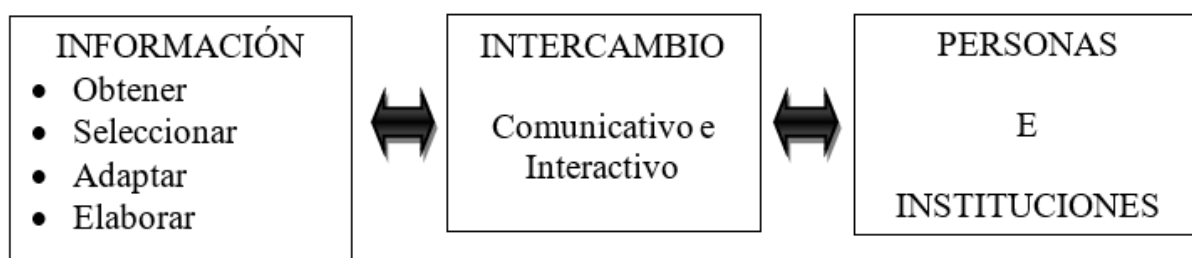 INFORMACIÓN
• Obtener
• Seleccionar
• Adaptar
• Elaborar
INTERCAMBIO
Comunicativo e
Interactivo
PERSONAS
E
INSTITUCIONES